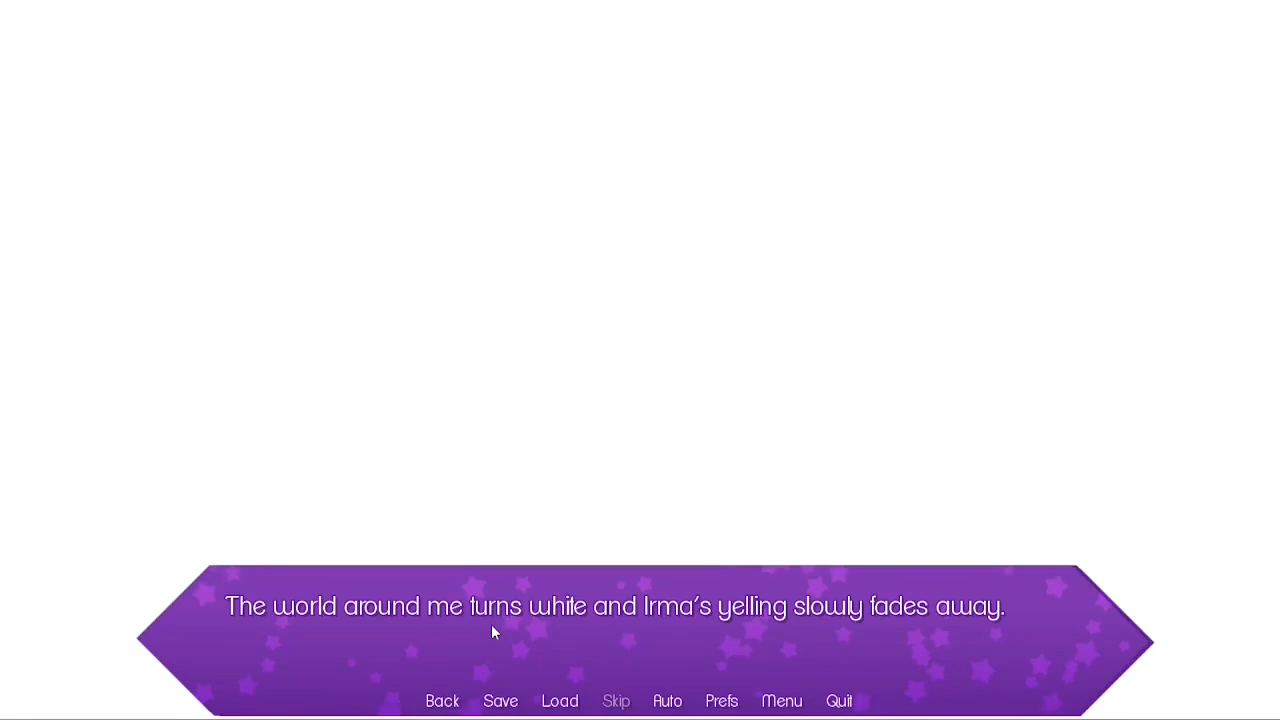 The world around me turns white and Irma's yelling slowly fades away.
Back Save Load Skip Auto Prefs Menu Quit